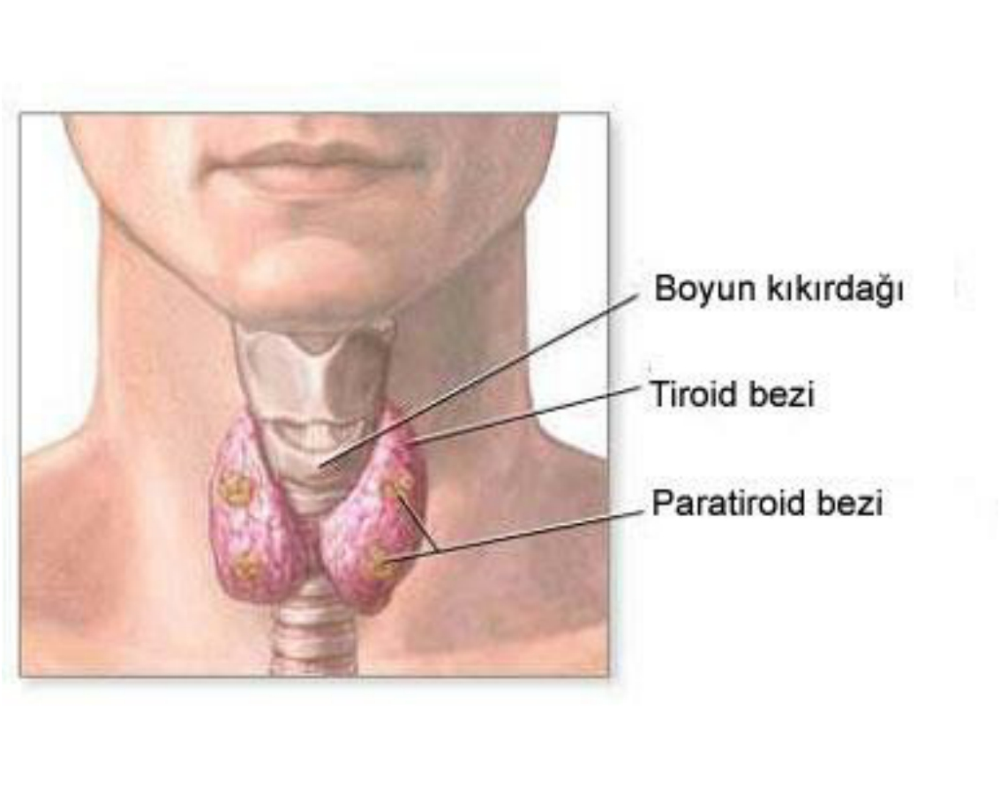 Boyun kıkırdağı
Tiroid bezi
Paratiroid bezi